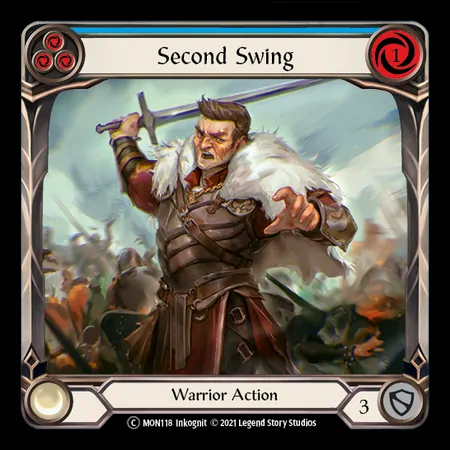 Second Swing
1
Warrior Action
3
C MON118 Inkognit © 2021 Legend Story Studios